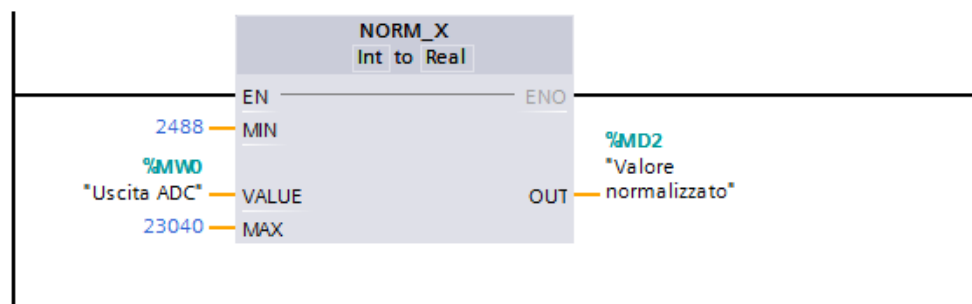 NORM_X
Int to Real
EN ENO
2488 MIN
%MW0
"Uscita ADC" VALUE
23040 MAX
%MD2
"Valore
OUT normalizzato"